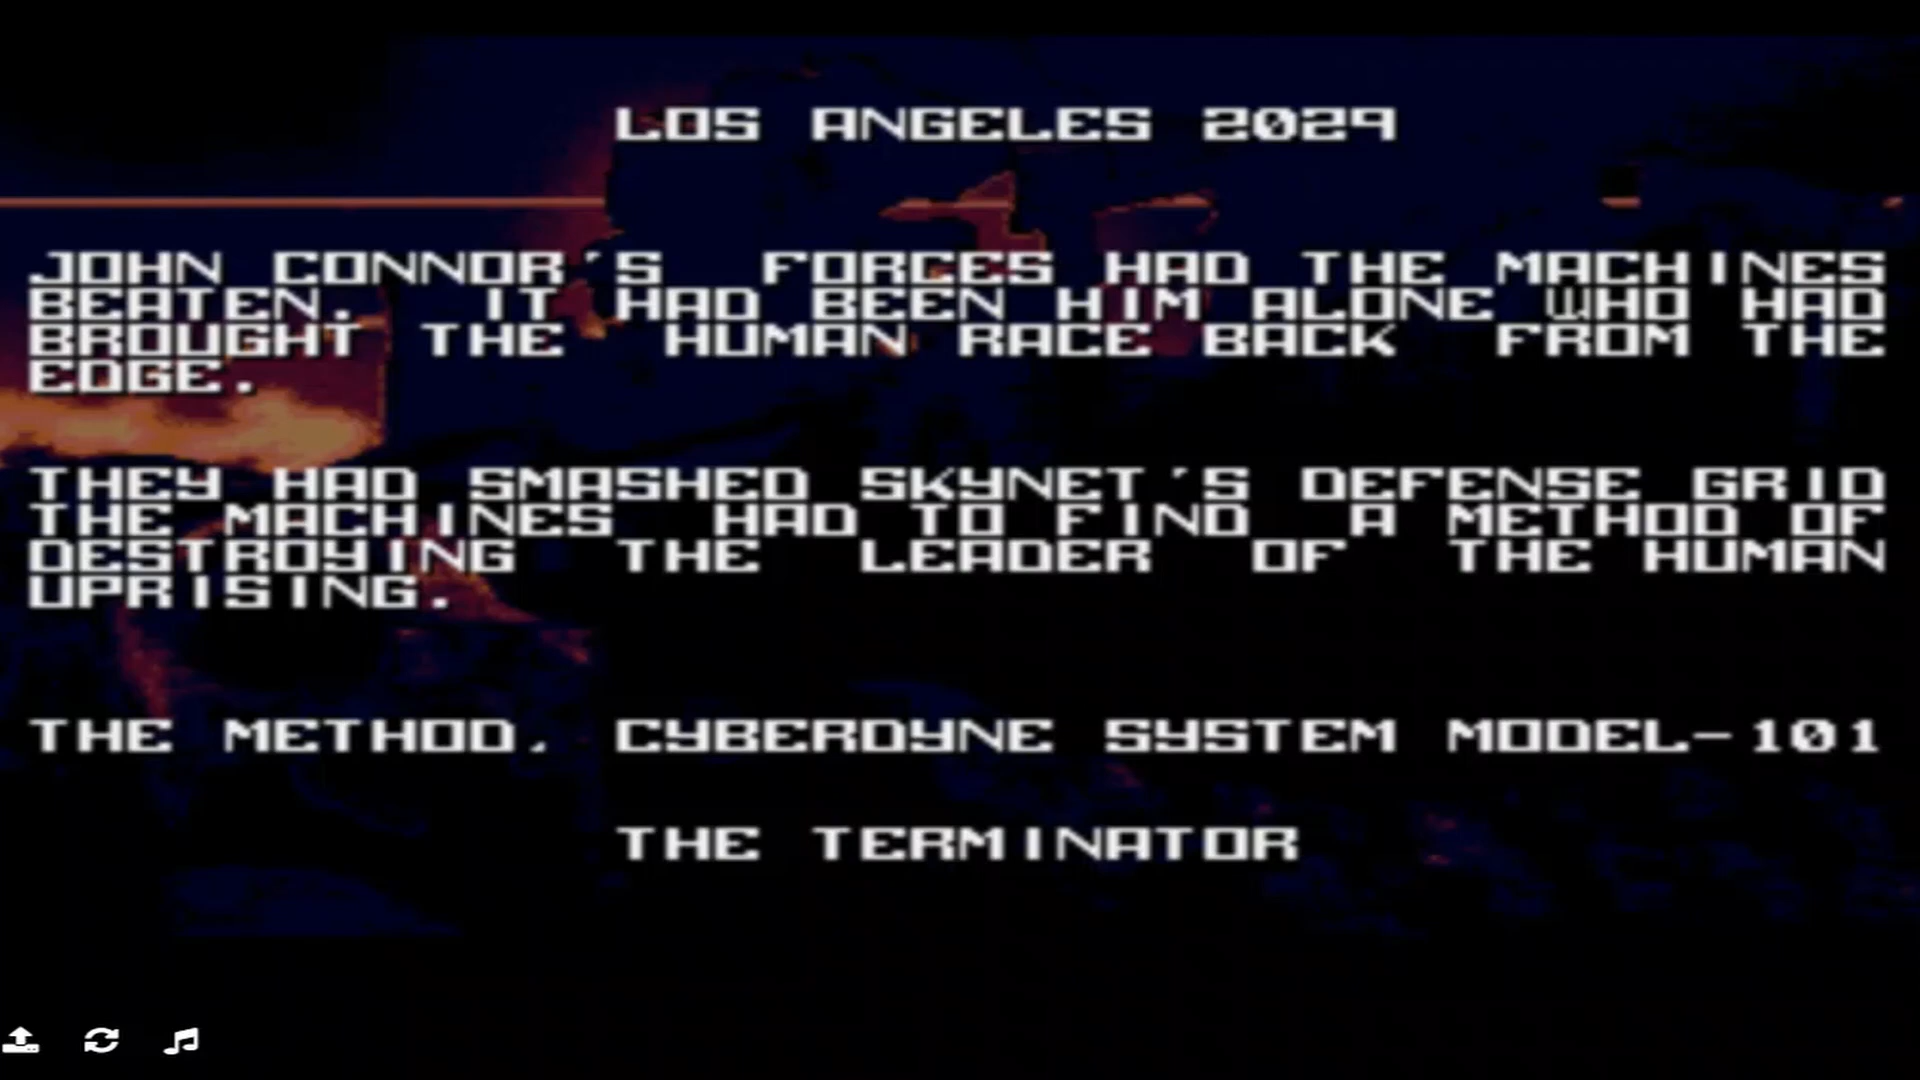 LOS ANGELES 2029
JOHN CONNOR'S FORCES HAD THE MACHINES
BEATEN. IT HAD BEEN HIM ALONE WHO HAD
BROUGHT THE HUMAN RACE BACK FROM THE
EDGE.
THEY HAD SMASHED SKYNET'S DEFENSE GRID
THE MACHINES HAD TO FIND A METHOD OF
DESTROYING THE LEADER OF THE HUMAN
UPRISING.
THE METHOD, CYBERDYNE SYSTEM MODEL-101
THE TERMINATOR